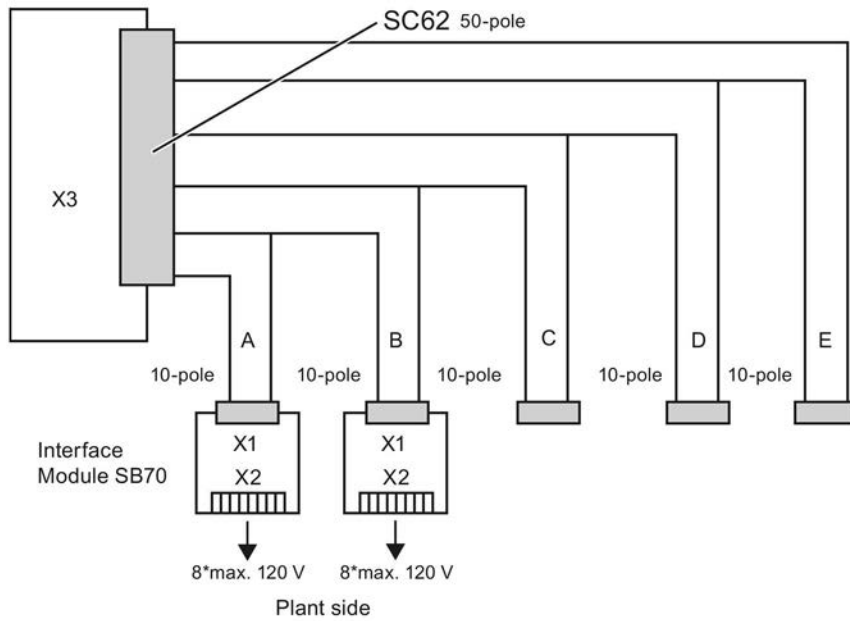 SC62 50-pole
X3
A
B
C
D
E
10-pole
10-pole
10-pole
10-pole
10-pole
Interface
Module SB70
X1
X1
X2
X2
8*max. 120 V
8*max. 120 V
Plant side